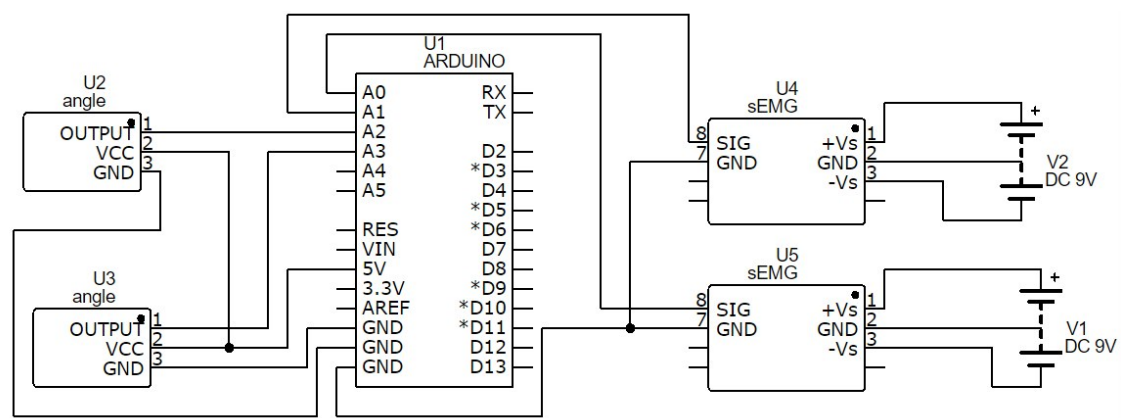 U1
ARDUINO
A0
A1
A2
A3
A4
A5
RES
VIN
5V
3.3V
AREF
GND
GND
GND
RX
TX
D2
*D3
D4
*D5
*D6
D7
D8
*D9
*D10
*D11
D12
D13
U2
angle
OUTPUT 1
VCC 2
GND 3
U3
angle
OUTPUT 1
VCC 2
GND 3
U4
sEMG
8 SIG +Vs 1
7 GND GND 2
-Vs 3
+
V2
DC 9V
U5
sEMG
8 SIG +Vs 1
7 GND GND 2
-Vs 3
+
V1
DC 9V